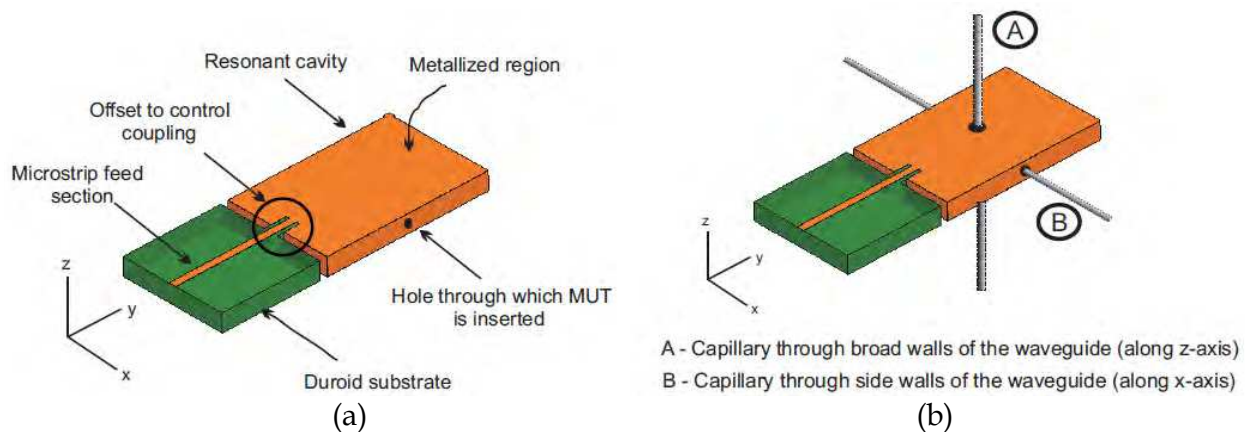 Resonant cavity
Metallized region
Offset to control
coupling
Microstrip feed
section
z
y
x
Hole through which MUT
is inserted
Duroid substrate
(a)
A
B
z
y
x
A - Capillary through broad walls of the waveguide (along z-axis)
B - Capillary through side walls of the waveguide (along x-axis)
(b)